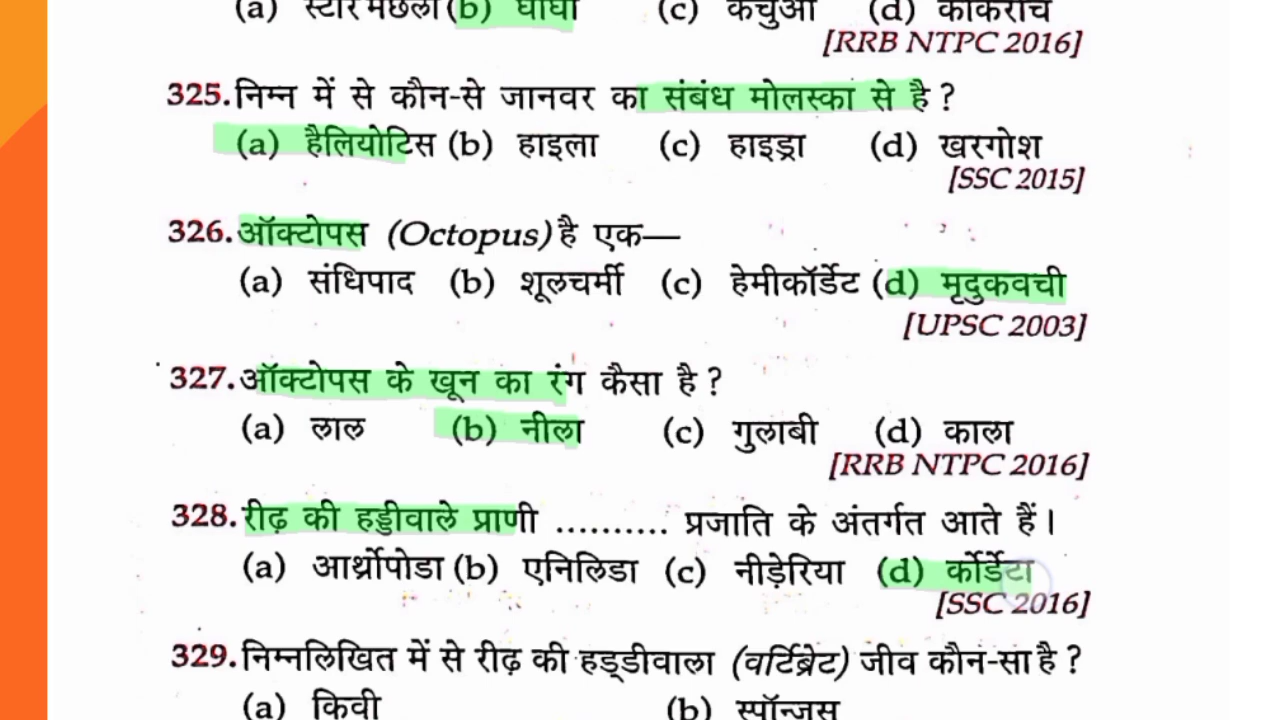 (a) स्टार मछली (b) घोंघा (c) केंचुआ (d) कॉकरोच
[RRB NTPC 2016]
325. निम्न में से कौन-से जानवर का संबंध मोलस्का से है ?
(a) हैलियोटिस (b) हाइला (c) हाइड्रा (d) खरगोश
[SSC 2015]
326. ऑक्टोपस (Octopus) है एक—
(a) संधिपाद (b) शूलचर्मी (c) हेमीकॉर्डेट (d) मृदुकवची
[UPSC 2003]
327. ऑक्टोपस के खून का रंग कैसा है ?
(a) लाल (b) नीला (c) गुलाबी (d) काला
[RRB NTPC 2016]
328. रीढ़ की हड्डीवाले प्राणी .......... प्रजाति के अंतर्गत आते हैं।
(a) आर्थ्रोपोडा (b) एनिलिडा (c) नीड़ेरिया (d) कोर्डेटा
[SSC 2016]
329. निम्नलिखित में से रीढ़ की हड्डीवाला (वर्टिब्रेट) जीव कौन-सा है ?
(a) किवी (b) स्पॉन्जस